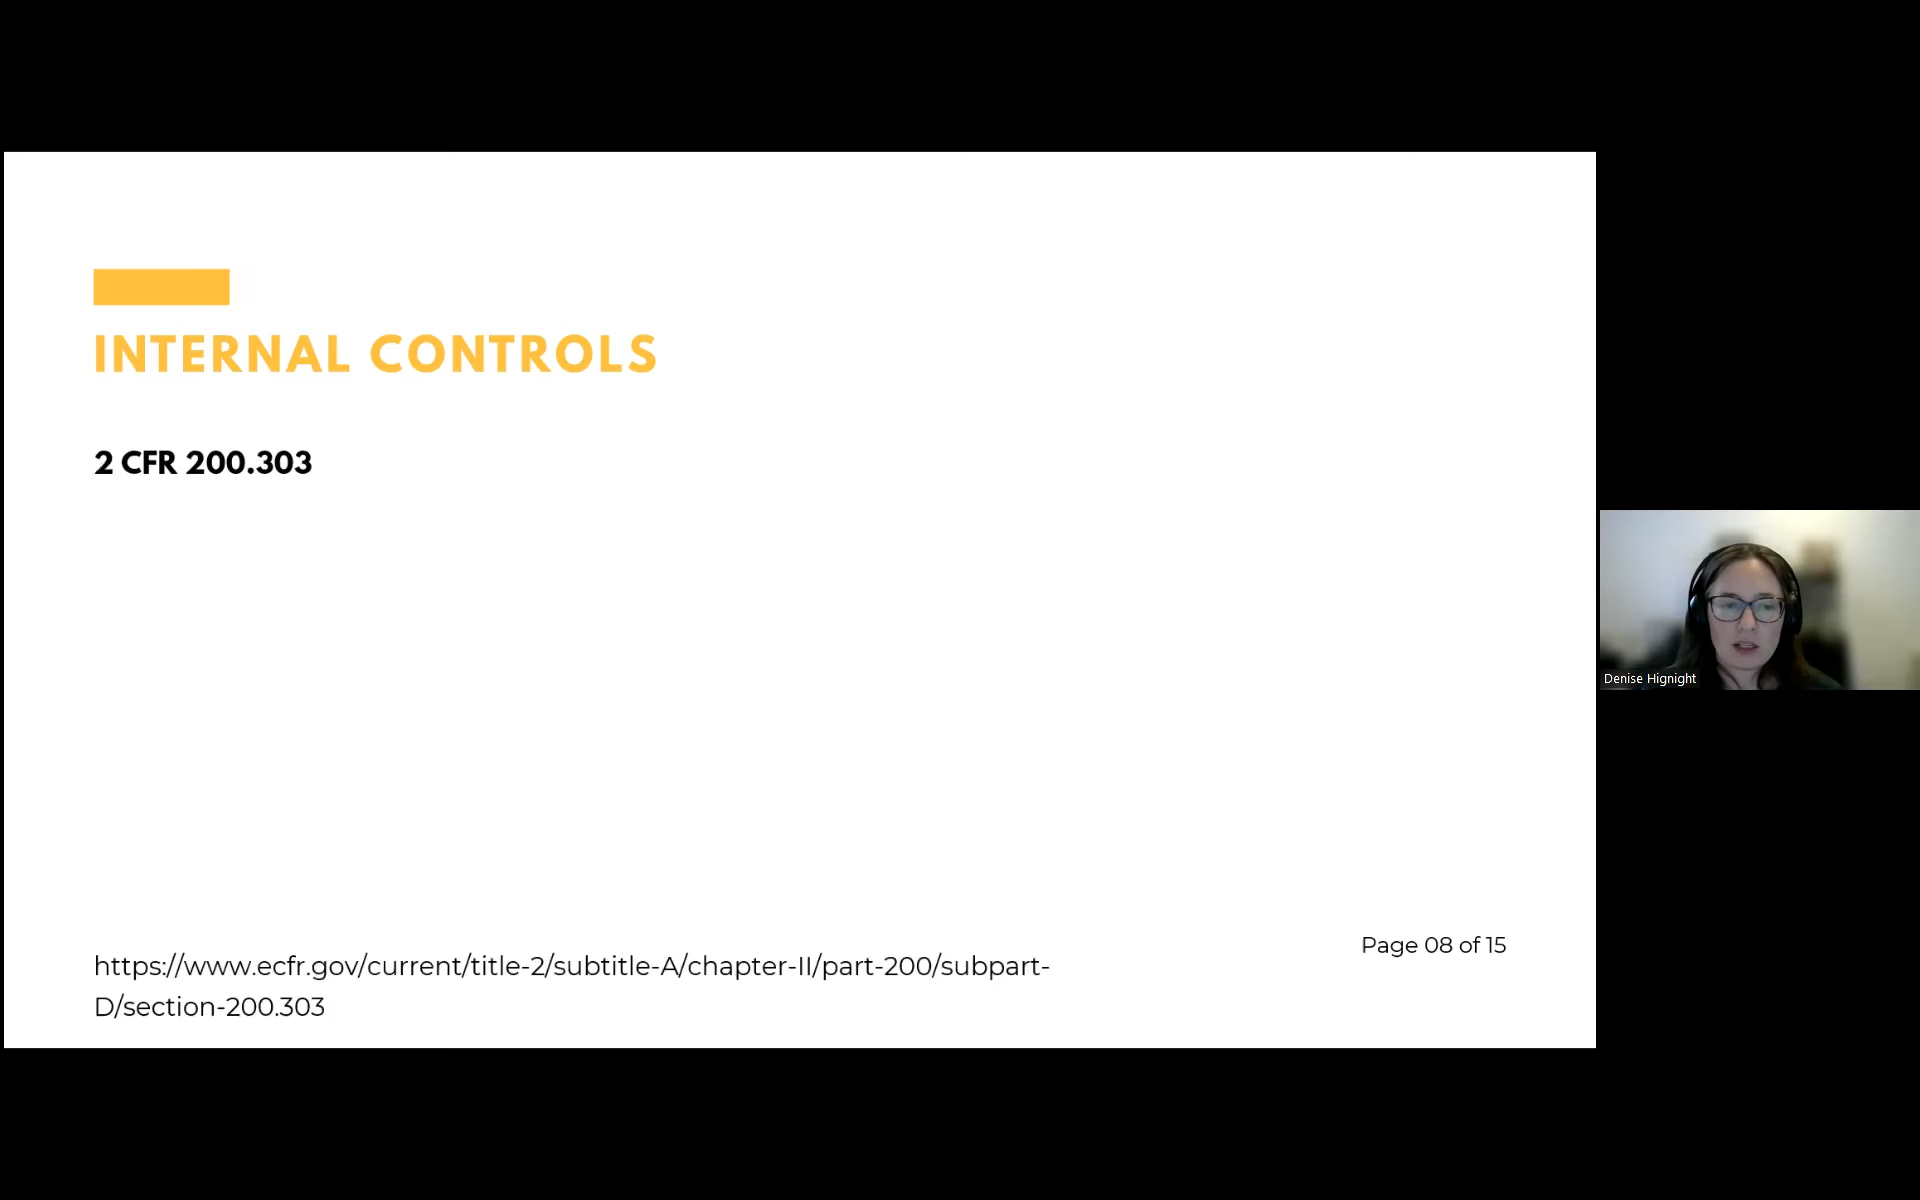 INTERNAL CONTROLS
2 CFR 200.303
https://www.ecfr.gov/current/title-2/subtitle-A/chapter-II/part-200/subpart-
D/section-200.303
Page 08 of 15
Denise Hignight